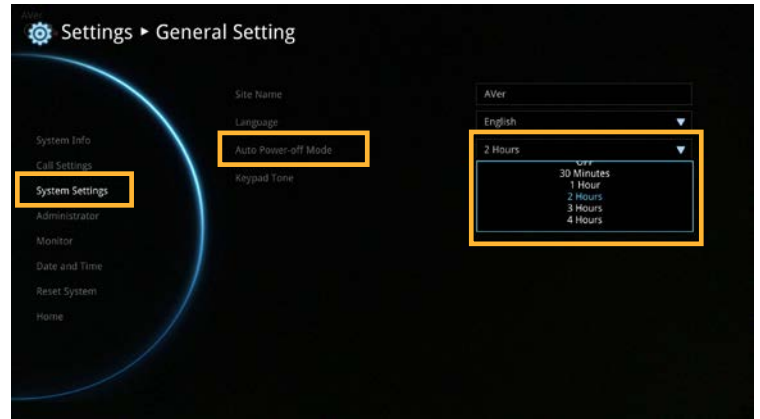 AVer
Settings ▸ General Setting
Site Name
AVer
Language
English
Auto Power-off Mode
2 Hours
Off
30 Minutes
1 Hour
2 Hours
3 Hours
4 Hours
Keypad Tone
System Info
Call Settings
System Settings
Administrator
Monitor
Date and Time
Reset System
Home